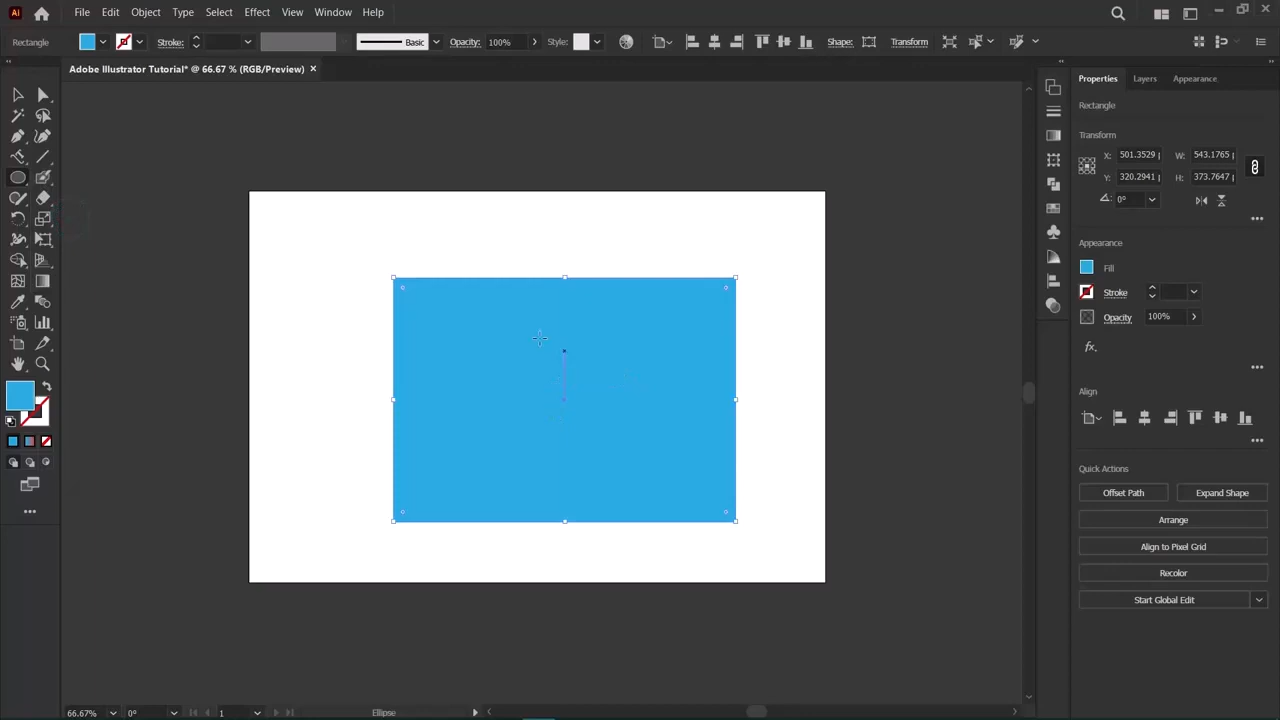 Ai File Edit Object Type Select Effect View Window Help
Rectangle Stroke: Basic Opacity: 100% Style: Shape: Transform
Adobe Illustrator Tutorial* @ 66.67 % (RGB/Preview) ×
Properties Layers Appearance
Rectangle
Transform
X: 501.3529 W: 543.1765
Y: 320.2941 H: 373.7647
0°
Appearance
Fill
Stroke
Opacity 100%
fx.
Align
Quick Actions
Offset Path Expand Shape
Arrange
Align to Pixel Grid
Recolor
Start Global Edit
66.67% 0° 1 Ellipse